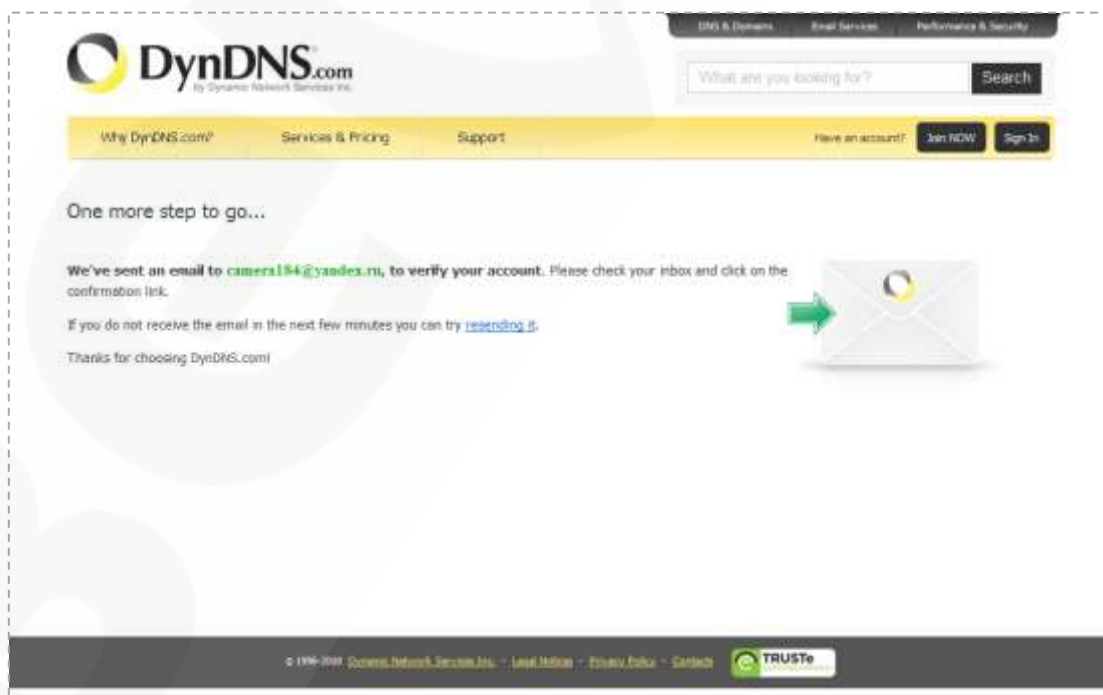 DNS & Domains Email Services Performance & Security
DynDNS.com
by Dynamic Network Services Inc.
What are you looking for? Search
Why DynDNS.com? Services & Pricing Support Have an account? Join NOW Sign In
One more step to go...
We've sent an email to camera184@yandex.ru, to verify your account. Please check your inbox and click on the
confirmation link.
If you do not receive the email in the next few minutes you can try resending it.
Thanks for choosing DynDNS.com!
© 1998-2010 Dynamic Network Services Inc. - Legal Notices - Privacy Policy - Contacts TRUSTe